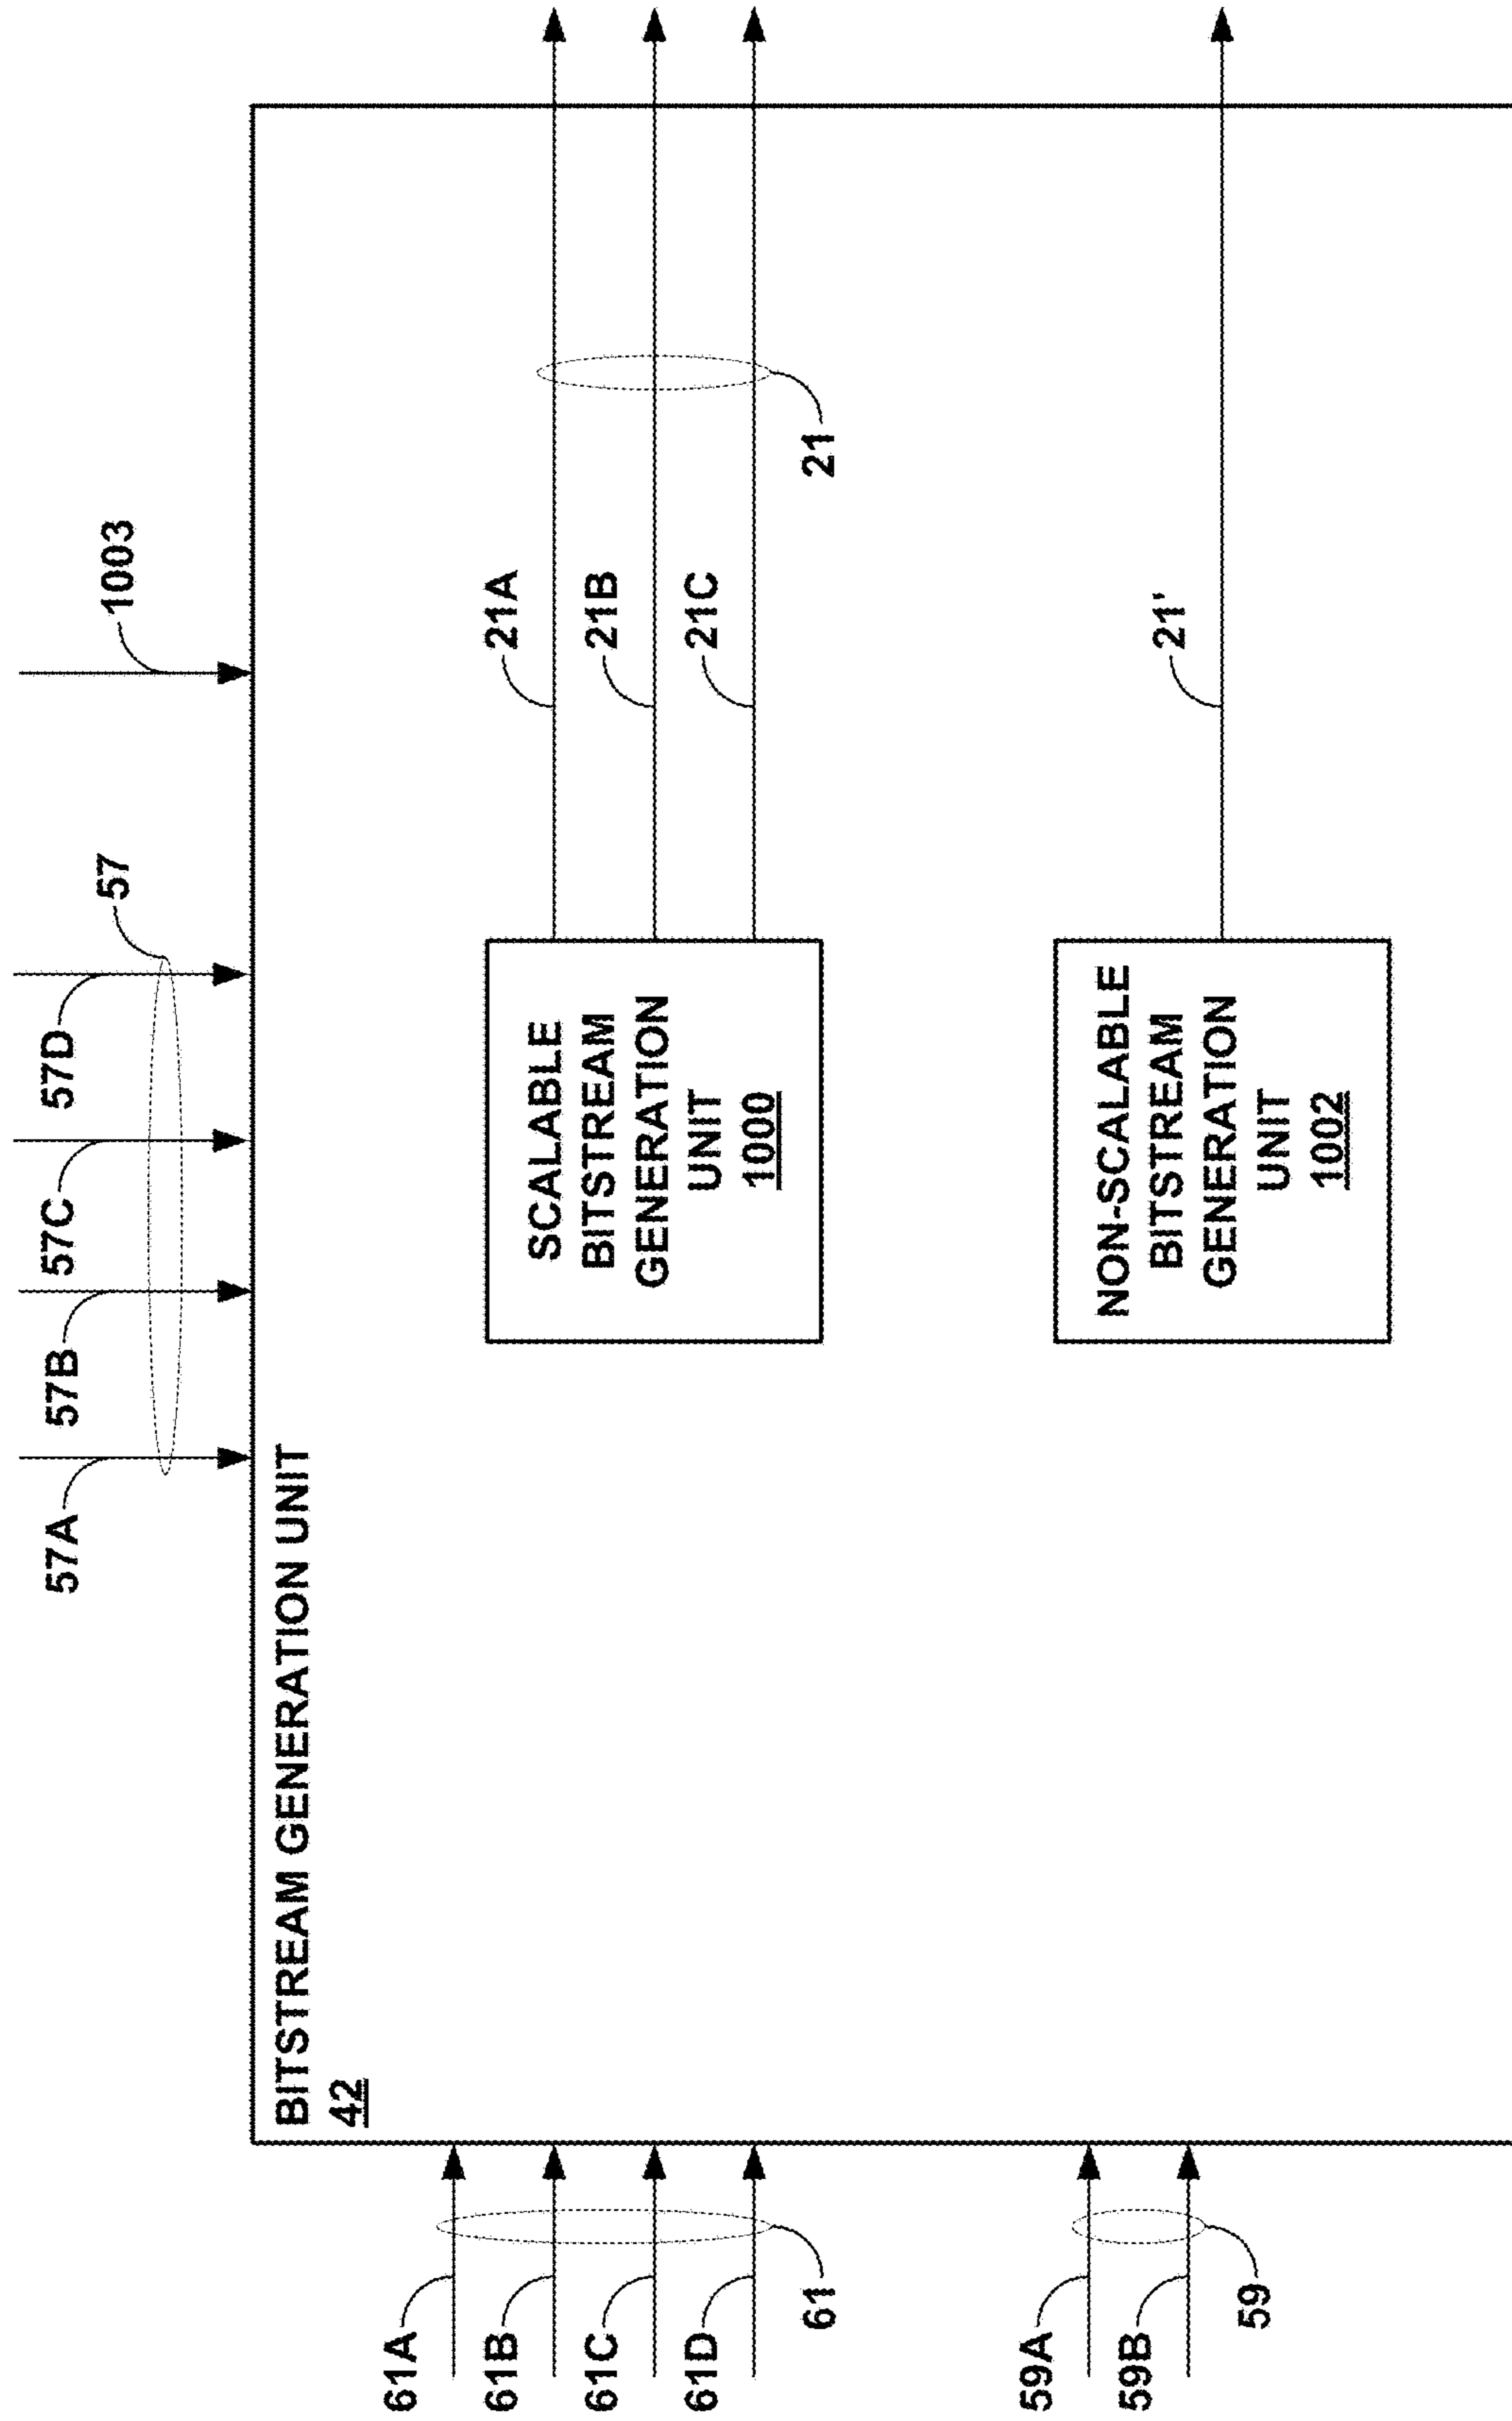 57A
57B
57C
57D
57
1003
BITSTREAM GENERATION UNIT
42
61A
61B
61C
61D
61
59A
59B
59
SCALABLE
BITSTREAM
GENERATION
UNIT
1000
21A
21B
21C
21
NON-SCALABLE
BITSTREAM
GENERATION
UNIT
1002
21'